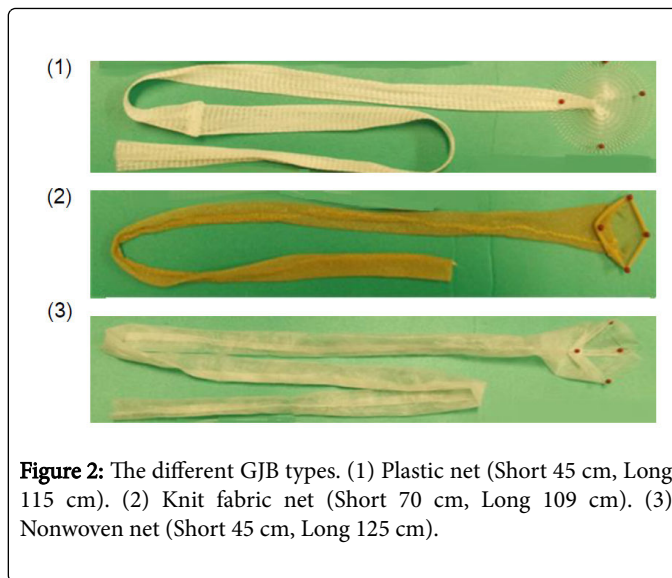 (1)
(2)
(3)
Figure 2: The different GJB types. (1) Plastic net (Short 45 cm, Long
115 cm). (2) Knit fabric net (Short 70 cm, Long 109 cm). (3)
Nonwoven net (Short 45 cm, Long 125 cm).